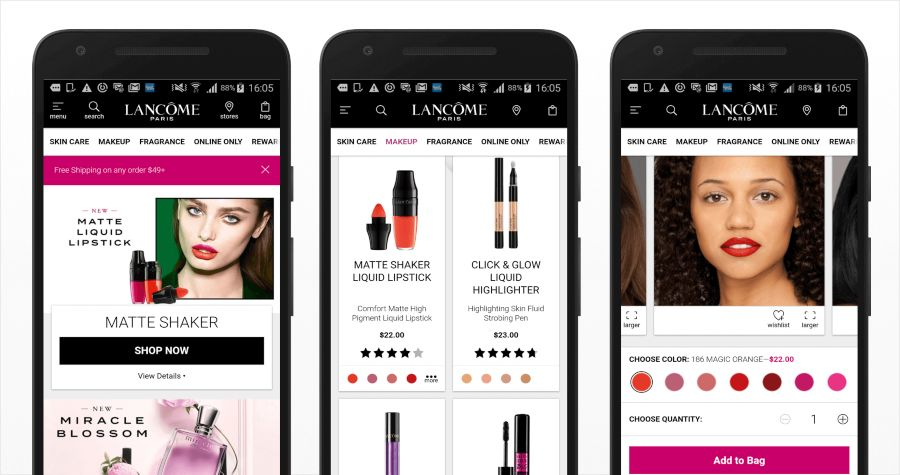 88% 16:05
menu
search
LANCÔME
PARIS
stores
bag
SKIN CARE MAKEUP FRAGRANCE ONLINE ONLY REWAR
Free Shipping on any order $49+
NEW
MATTE
LIQUID
LIPSTICK
MATTE SHAKER
SHOP NOW
View Details
NEW
MIRACLE
BLOSSOM
88% 16:05
LANCÔME
PARIS
SKIN CARE MAKEUP FRAGRANCE ONLINE ONLY REWAR
MATTE SHAKER
LIQUID LIPSTICK
Comfort Matte High
Pigment Liquid Lipstick
$22.00
more
CLICK & GLOW
LIQUID
HIGHLIGHTER
Highlighting Skin Fluid
Strobing Pen
$23.00
88% 16:05
LANCÔME
PARIS
SKIN CARE MAKEUP FRAGRANCE ONLINE ONLY REWAR
larger
wishlist
larger
CHOOSE COLOR: 186 MAGIC ORANGE—$22.00
CHOOSE QUANTITY:
1
Add to Bag